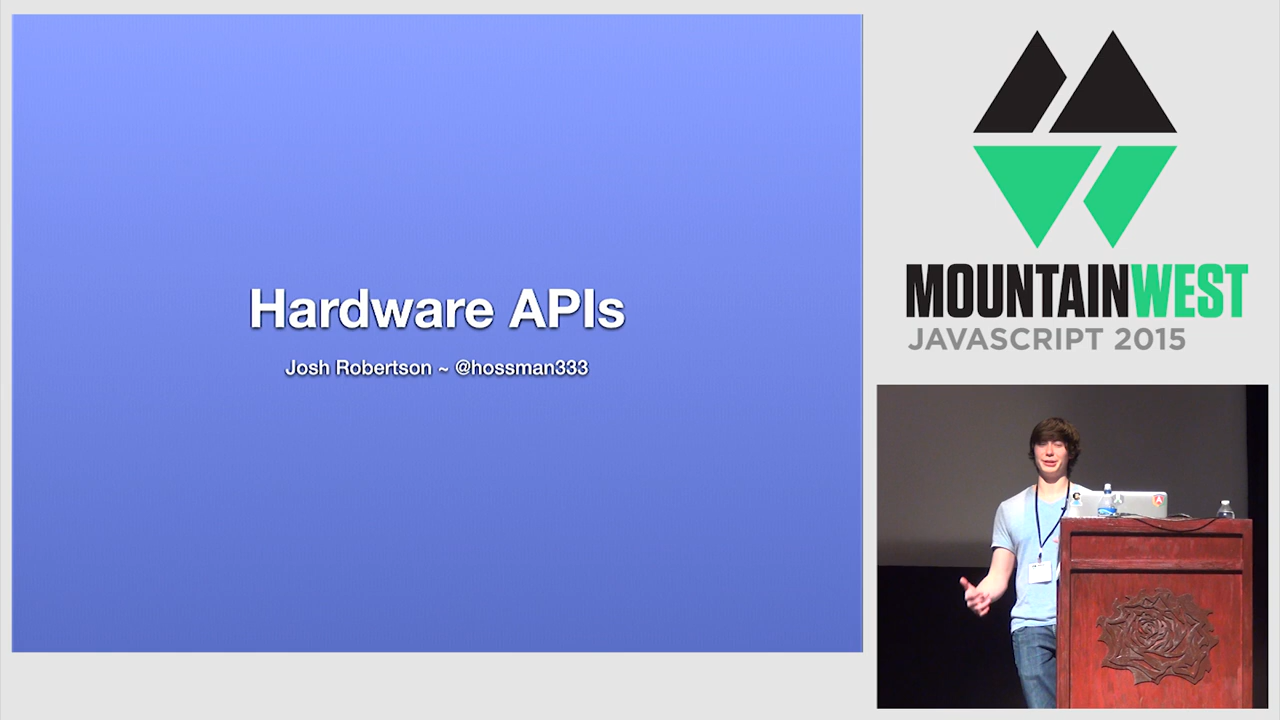 Hardware APIs
Josh Robertson ~ @hossman333
MOUNTAINWEST
JAVASCRIPT 2015